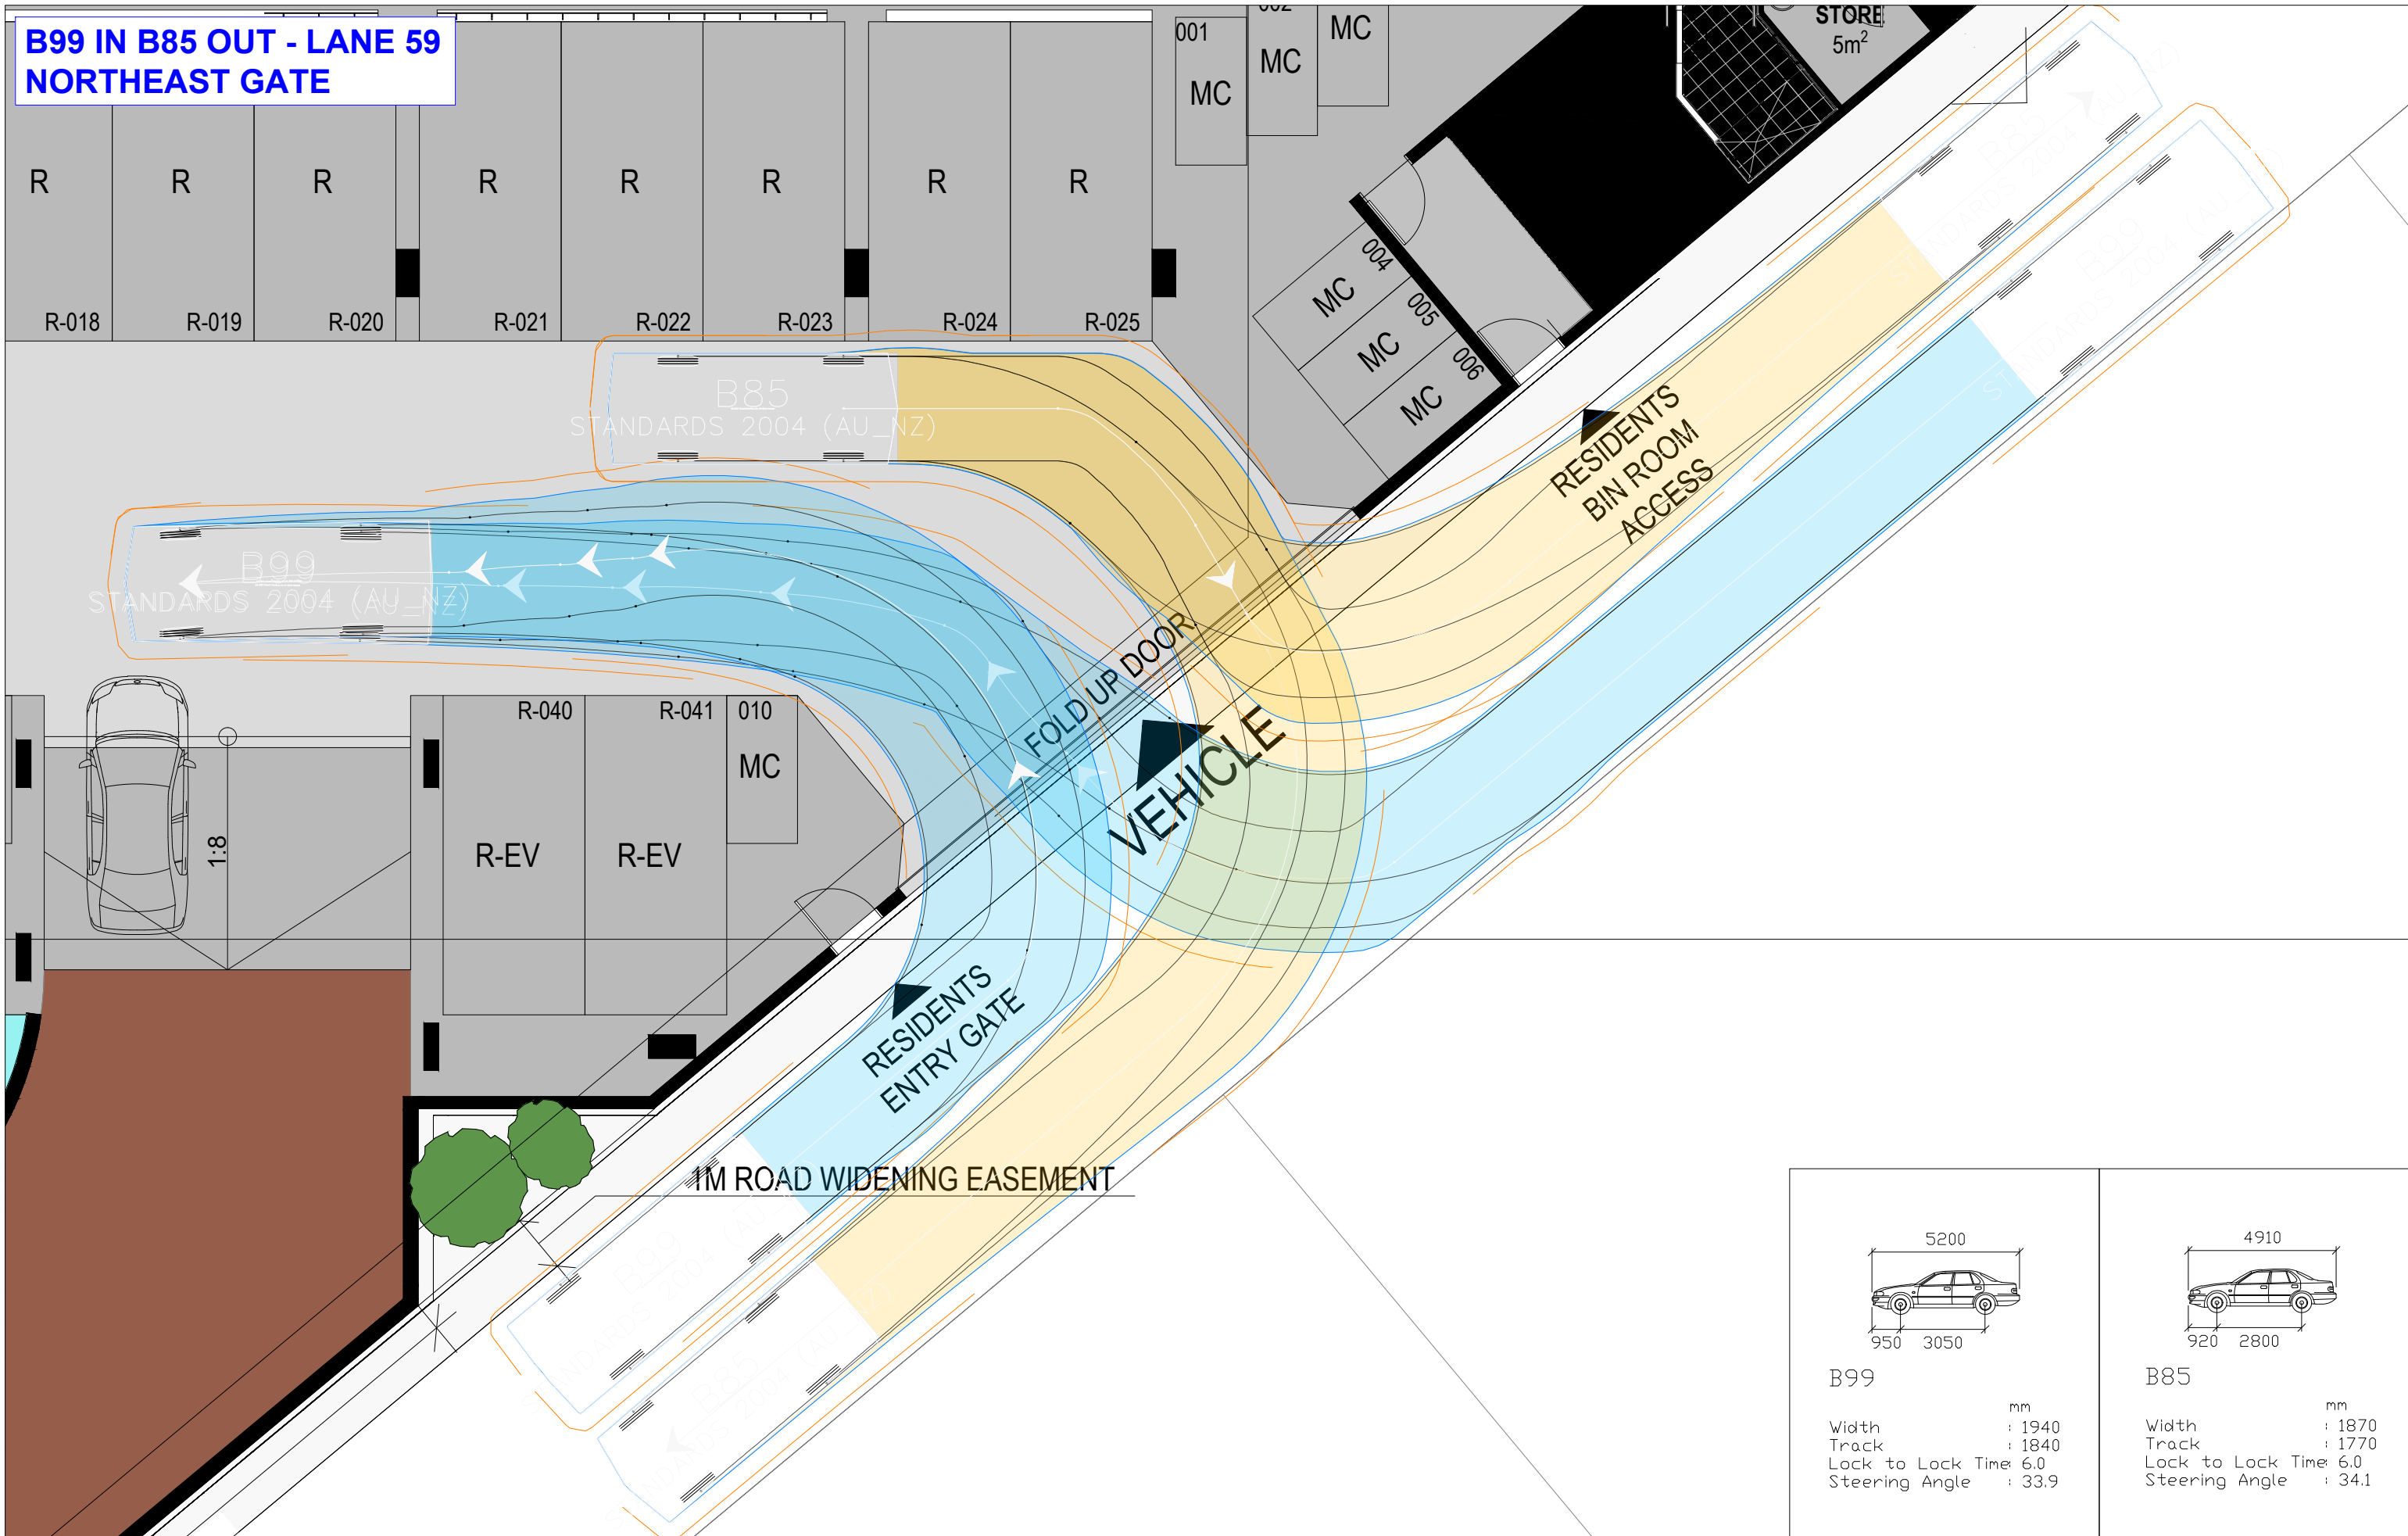 B99 IN B85 OUT - LANE 59
NORTHEAST GATE
R
R
R
R
R
R
R
R
R-018
R-019
R-020
R-021
R-022
R-023
R-024
R-025
001
MC
002
MC
MC
STORE
5m²
004
MC
005
MC
006
MC
B85
STANDARDS 2004 (AU_NZ)
B99
STANDARDS 2004 (AU_NZ)
RESIDENTS
BIN ROOM
ACCESS
FOLD UP DOOR
VEHICLE
R-040
R-041
010
MC
R-EV
R-EV
1:8
RESIDENTS
ENTRY GATE
1M ROAD WIDENING EASEMENT
B99
B85
5200
950 3050
B99
mm
Width : 1940
Track : 1840
Lock to Lock Time : 6.0
Steering Angle : 33.9
4910
920 2800
B85
mm
Width : 1870
Track : 1770
Lock to Lock Time : 6.0
Steering Angle : 34.1